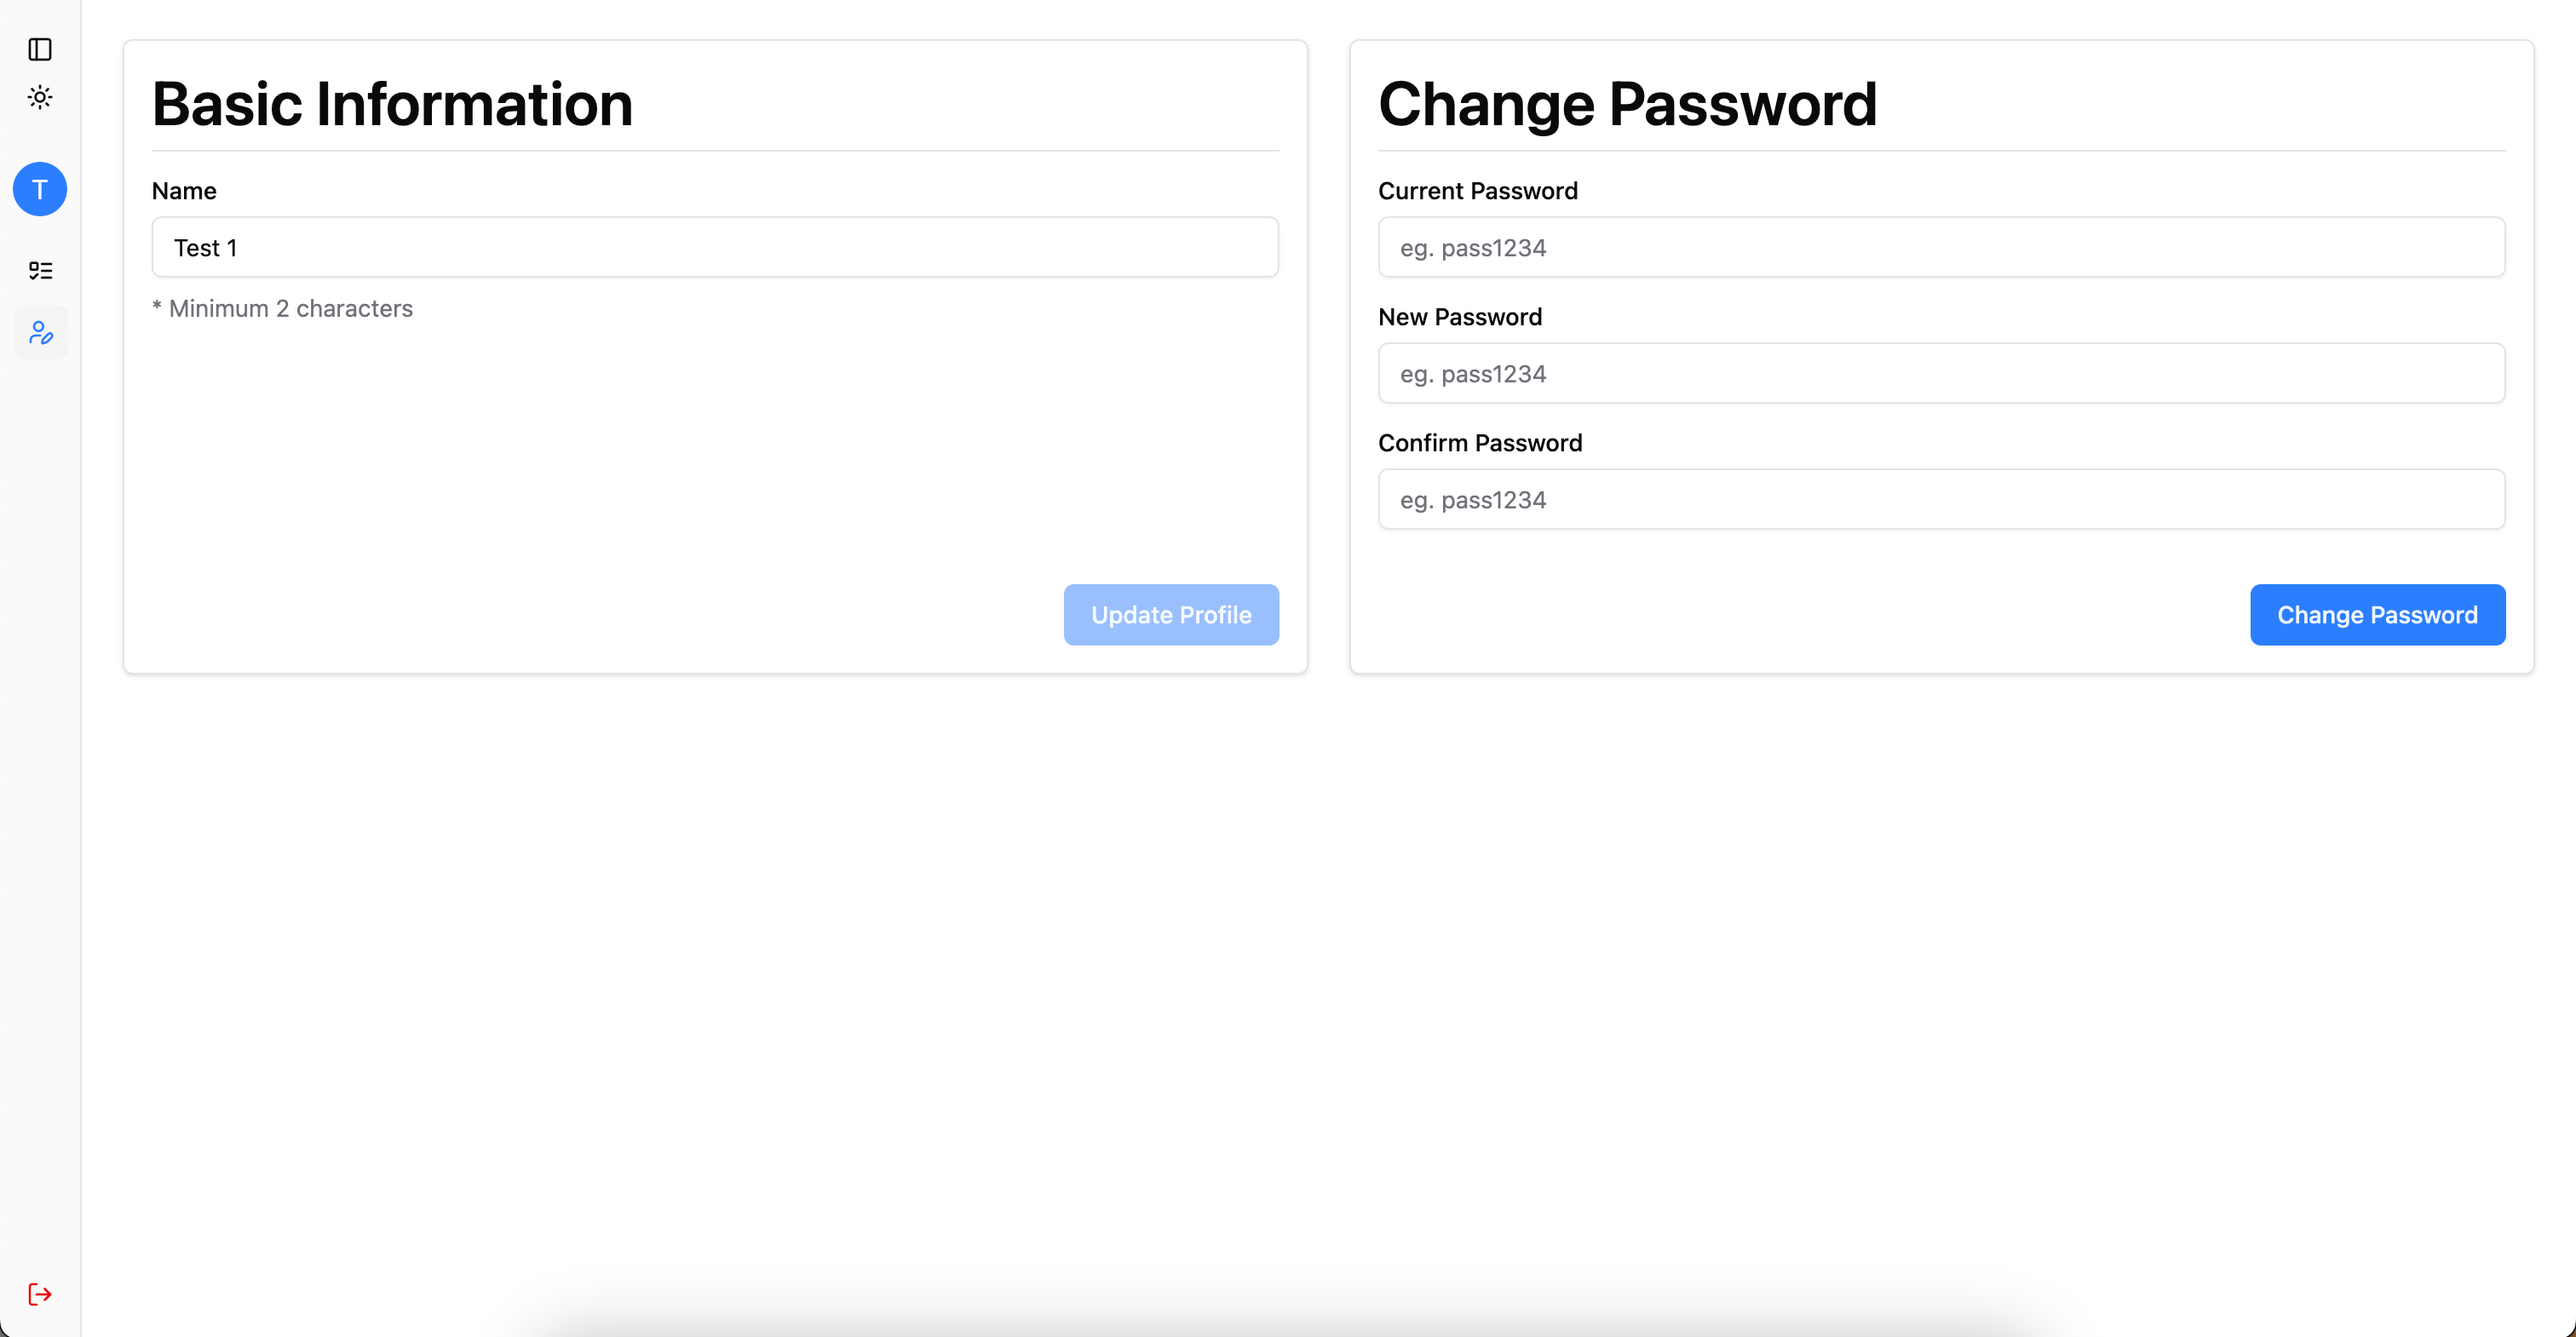 T
Basic Information
Name
Test 1
* Minimum 2 characters
Update Profile
Change Password
Current Password
eg. pass1234
New Password
eg. pass1234
Confirm Password
eg. pass1234
Change Password